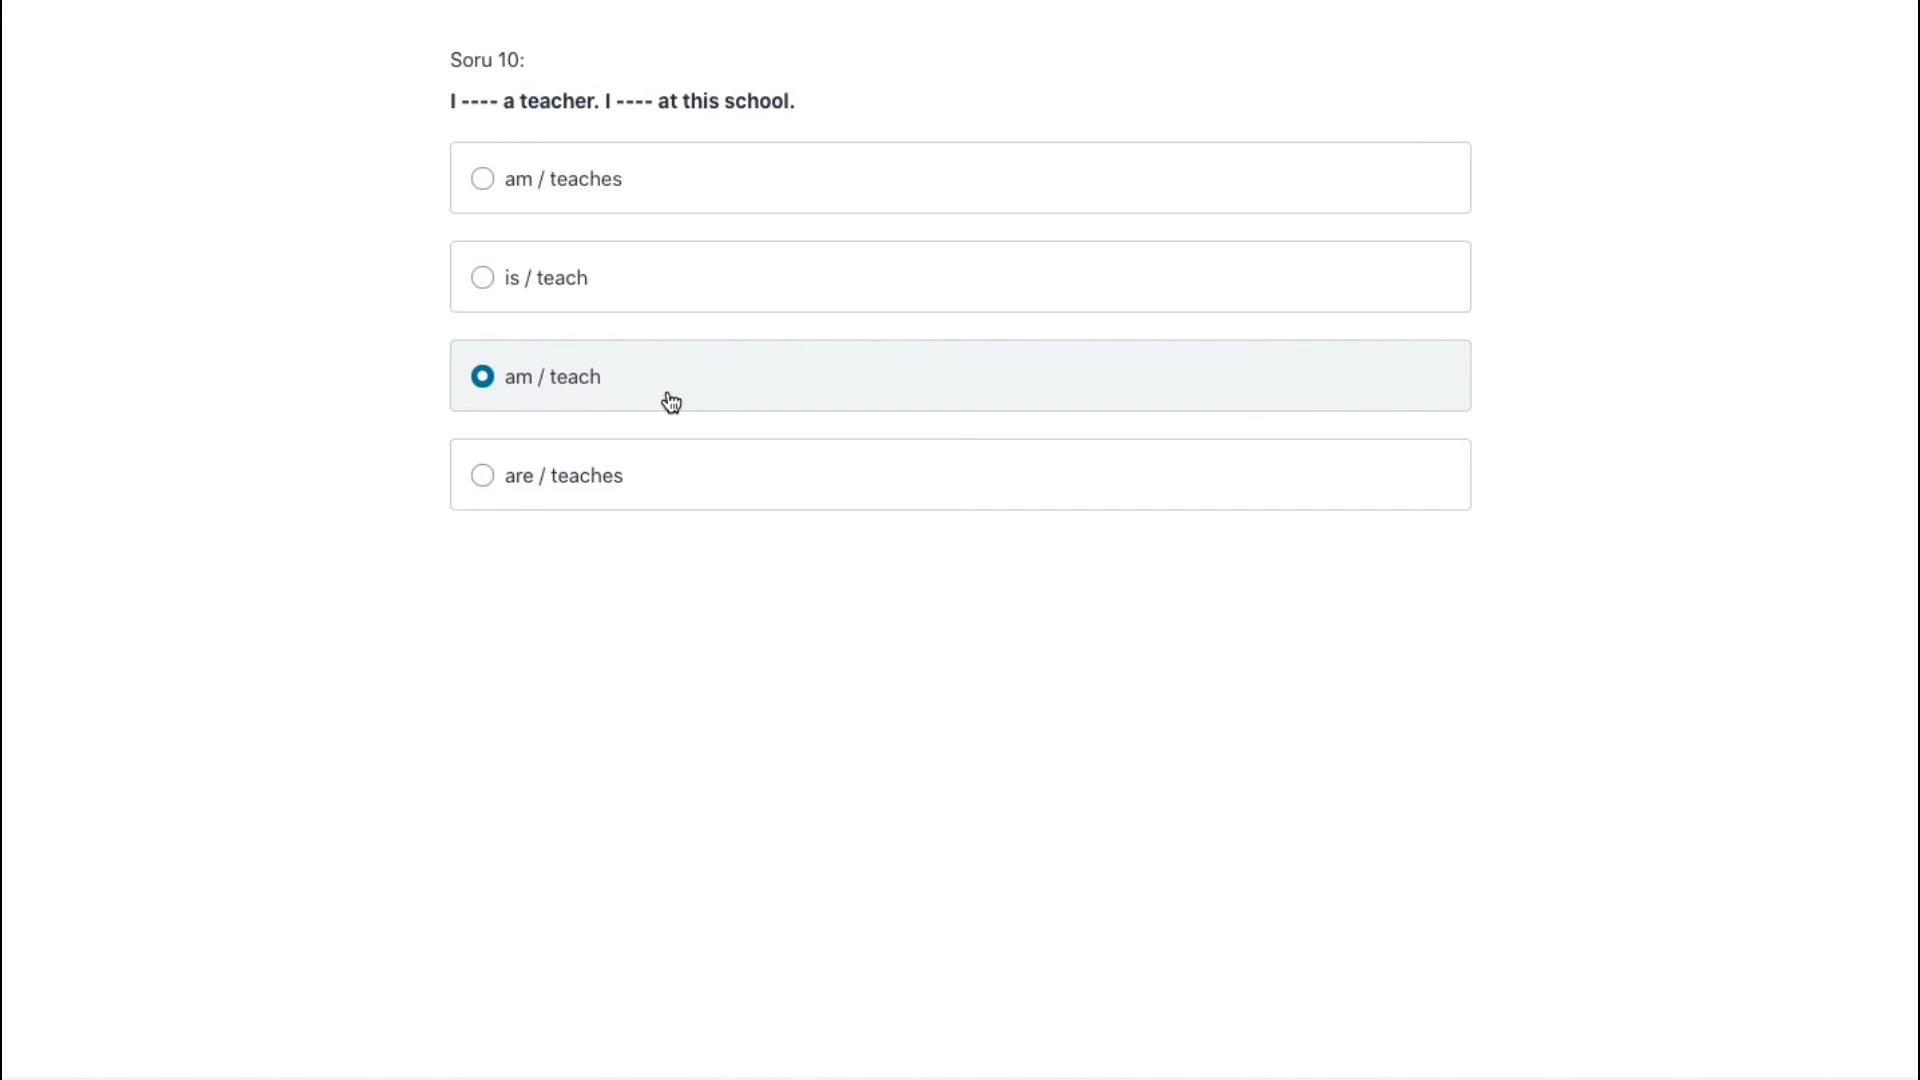 Soru 10:
I ---- a teacher. I ---- at this school.
am / teaches
is / teach
am / teach
are / teaches